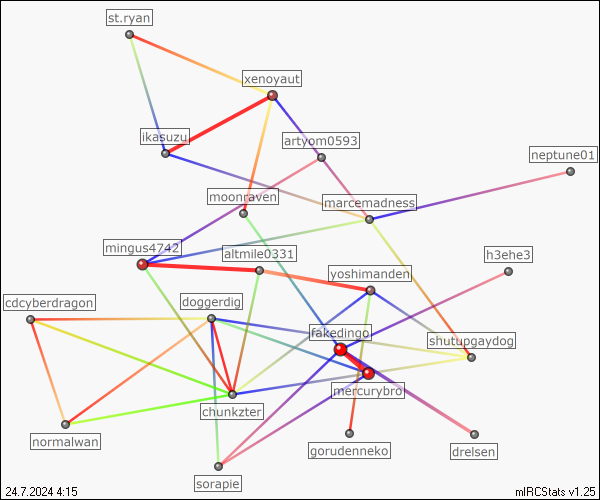 st.ryan
xenoyaut
ikasuzu
artyom0593
neptune01
moonraven
marcemadness
mingus4742
altmile0331
h3ehe3
yoshimanden
cdcyberdragon
doggerdig
fakedingo
shutupgaydog
mercurybro
chunkzter
normalwan
gorudenneko
drelsen
sorapie
24.7.2024 4:15
mIRCStats v1.25